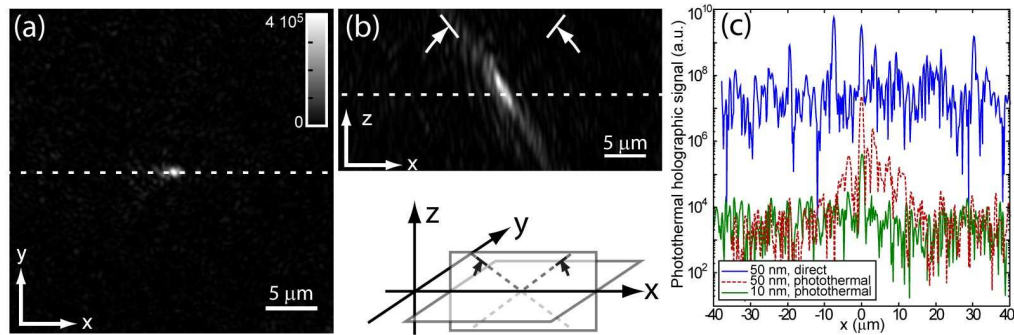 (a)
4 10⁵
0
y
x
5 µm
(b)
z
x
5 µm
z
y
x
(c)
Photothermal holographic signal (a.u.)
10¹⁰
10⁸
10⁶
10⁴
10²
50 nm, direct
50 nm, photothermal
10 nm, photothermal
-40 -30 -20 -10 0 10 20 30 40
x (µm)